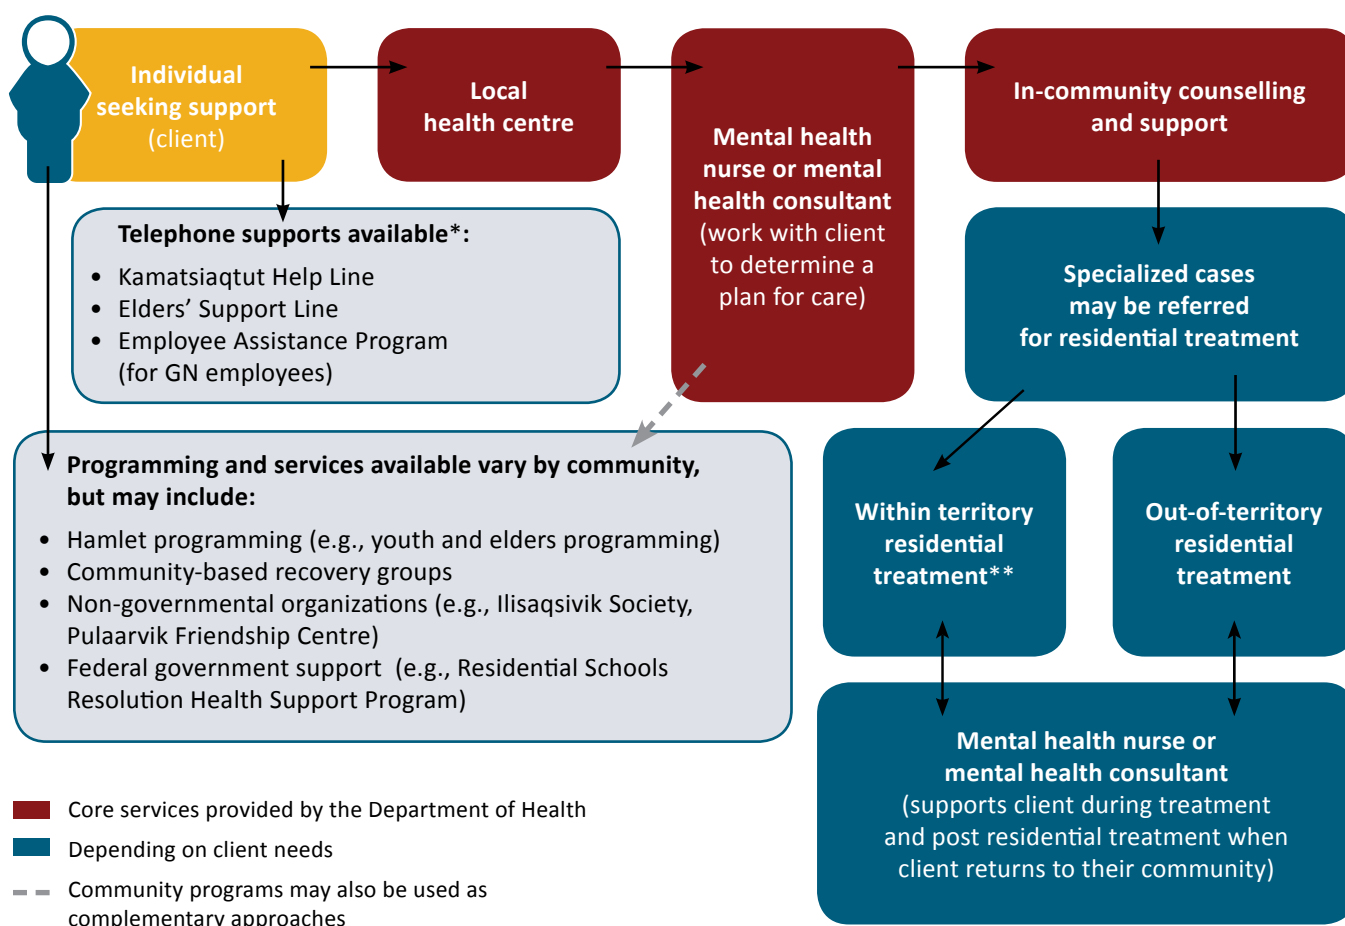 Individual
seeking support
(client)
Local
health centre
Mental health
nurse or mental
health consultant
(work with client
to determine a
plan for care)
In-community counselling
and support
Telephone supports available*:
• Kamatsiaqtut Help Line
• Elders’ Support Line
• Employee Assistance Program
(for GN employees)
Specialized cases
may be referred
for residential treatment
Programming and services available vary by community,
but may include:
• Hamlet programming (e.g., youth and elders programming)
• Community-based recovery groups
• Non-governmental organizations (e.g., Ilisaqsivik Society,
Pulaarvik Friendship Centre)
• Federal government support (e.g., Residential Schools
Resolution Health Support Program)
Within territory
residential
treatment**
Out-of-territory
residential
treatment
Mental health nurse or
mental health consultant
(supports client during treatment
and post residential treatment when
client returns to their community)
Core services provided by the Department of Health
Depending on client needs
Community programs may also be used as
complementary approaches